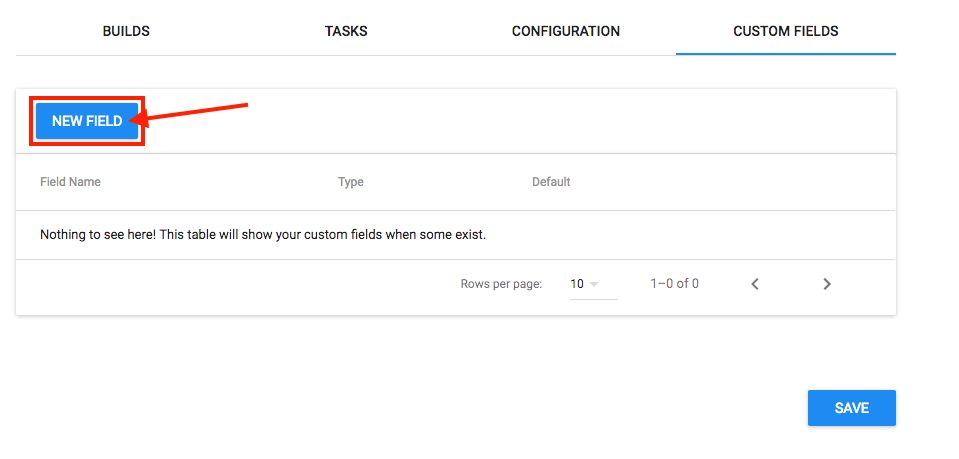 BUILDS TASKS CONFIGURATION CUSTOM FIELDS
NEW FIELD
Field Name Type Default
Nothing to see here! This table will show your custom fields when some exist.
Rows per page: 10 1–0 of 0
SAVE